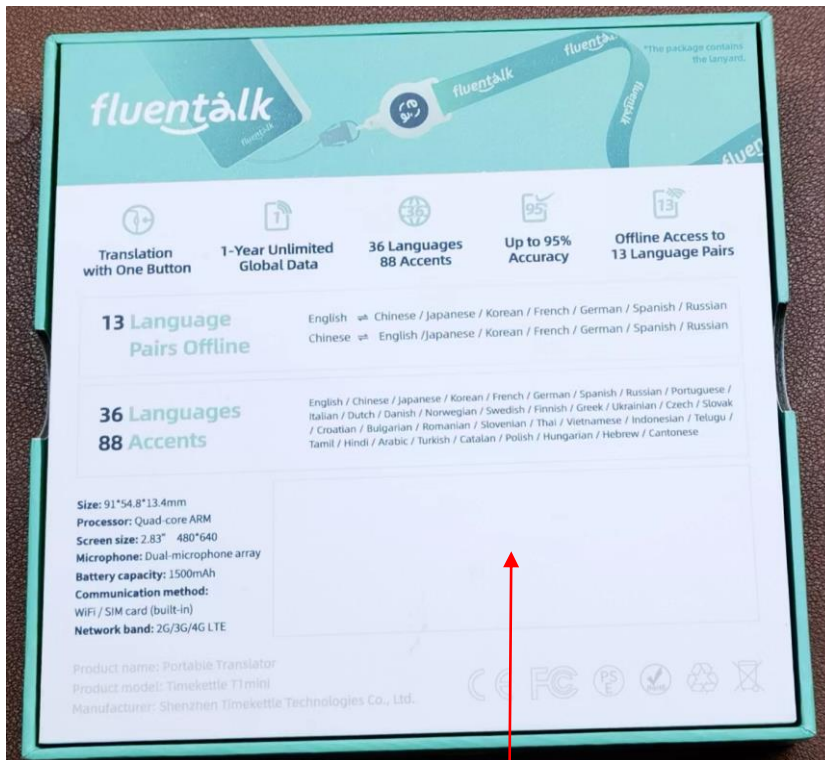 fluentalk
fluentalk
fluentalk
fluentalk
fluentalk
*The package contains
the lanyard.
Translation
with One Button
1
1-Year Unlimited
Global Data
36
36 Languages
88 Accents
95
Up to 95%
Accuracy
13
Offline Access to
13 Language Pairs
13 Language
Pairs Offline
English ⇌ Chinese / Japanese / Korean / French / German / Spanish / Russian
Chinese ⇌ English /Japanese / Korean / French / German / Spanish / Russian
36 Languages
88 Accents
English / Chinese / Japanese / Korean / French / German / Spanish / Russian / Portuguese /
Italian / Dutch / Danish / Norwegian / Swedish / Finnish / Greek / Ukrainian / Czech / Slovak
/ Croatian / Bulgarian / Romanian / Slovenian / Thai / Vietnamese / Indonesian / Telugu /
Tamil / Hindi / Arabic / Turkish / Catalan / Polish / Hungarian / Hebrew / Cantonese
Size: 91*54.8*13.4mm
Processor: Quad-core ARM
Screen size: 2.83" 480*640
Microphone: Dual-microphone array
Battery capacity: 1500mAh
Communication method:
WiFi / SIM card (built-in)
Network band: 2G/3G/4G LTE
Product name: Portable Translator
Product model: Timekettle T1mini
Manufacturer: Shenzhen Timekettle Technologies Co., Ltd.
CE FC PS E